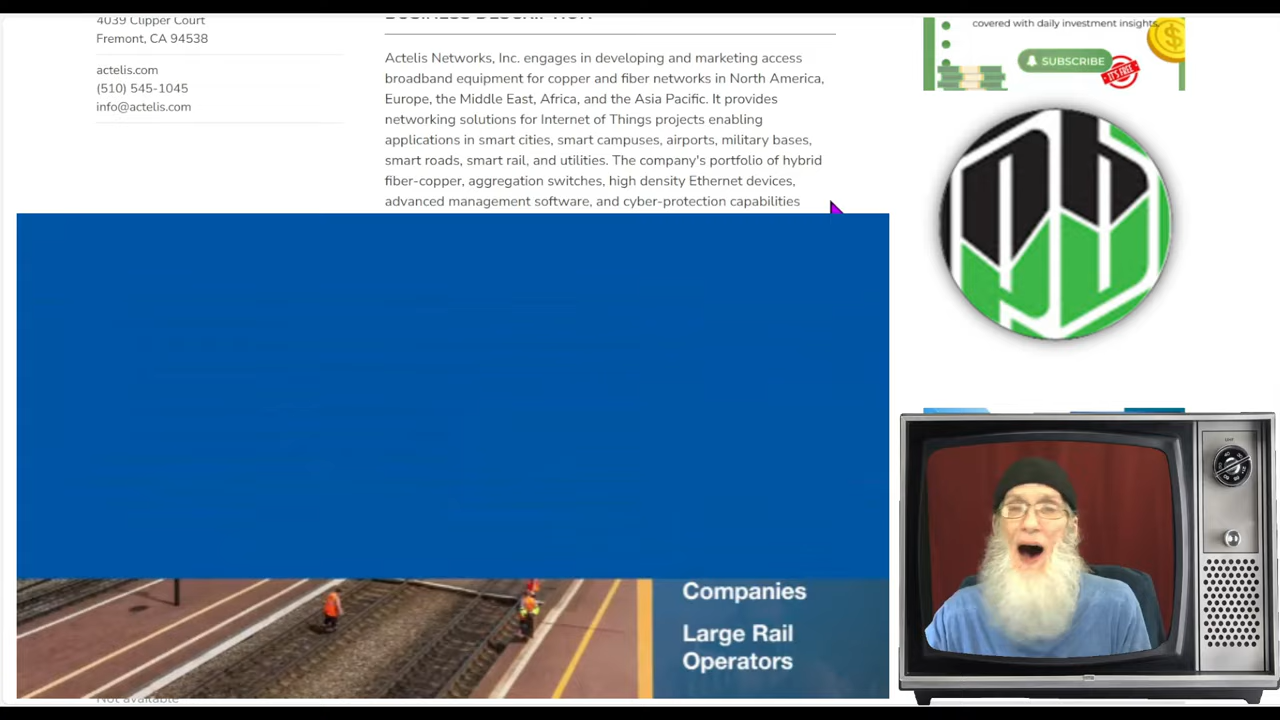 4039 Clipper Court
Fremont, CA 94538
actelis.com
(510) 545-1045
info@actelis.com
BUSINESS DESCRIPTION
Actelis Networks, Inc. engages in developing and marketing access
broadband equipment for copper and fiber networks in North America,
Europe, the Middle East, Africa, and the Asia Pacific. It provides
networking solutions for Internet of Things projects enabling
applications in smart cities, smart campuses, airports, military bases,
smart roads, smart rail, and utilities. The company's portfolio of hybrid
fiber-copper, aggregation switches, high density Ethernet devices,
advanced management software, and cyber-protection capabilities
covered with daily investment insights,
SUBSCRIBE
IT'S FREE
Companies
Large Rail
Operators
Not available